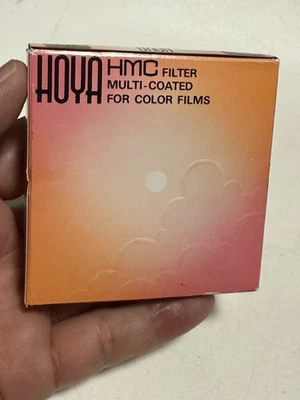 HOYA
HMC FILTER
MULTI-COATED
FOR COLOR FILMS